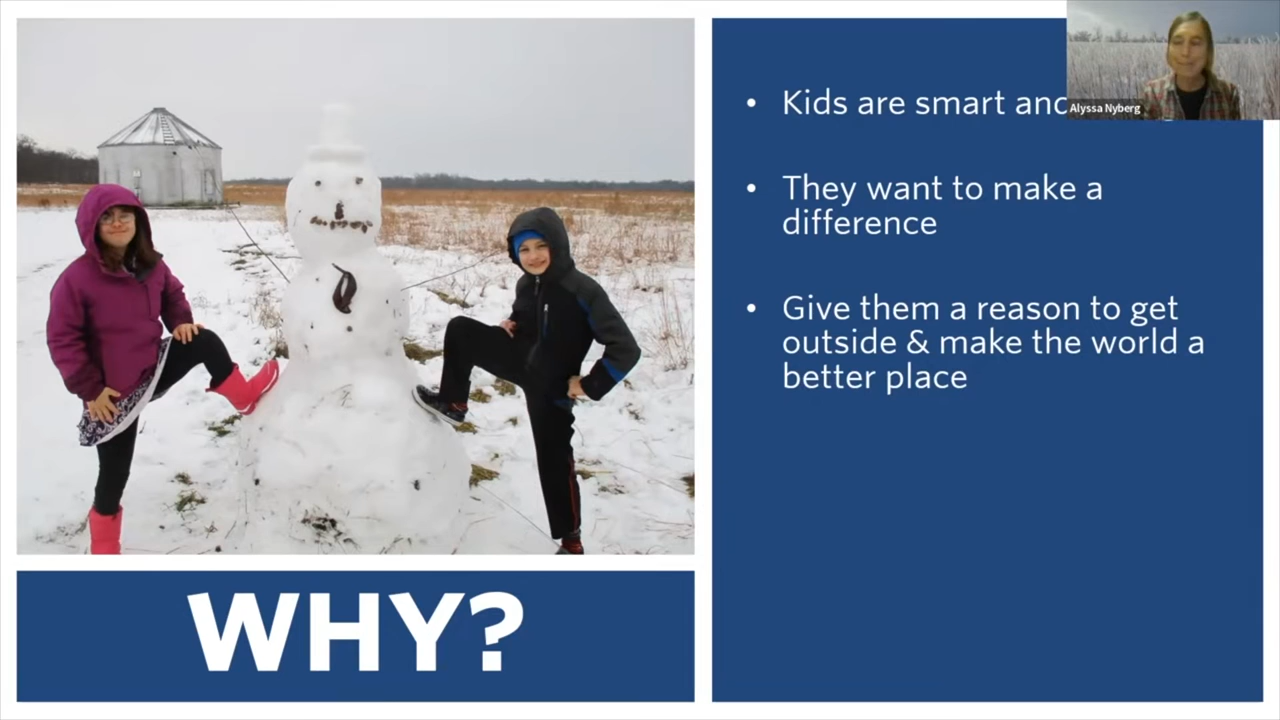 Alyssa Nyberg
• Kids are smart and
• They want to make a
difference
• Give them a reason to get
outside & make the world a
better place
WHY?